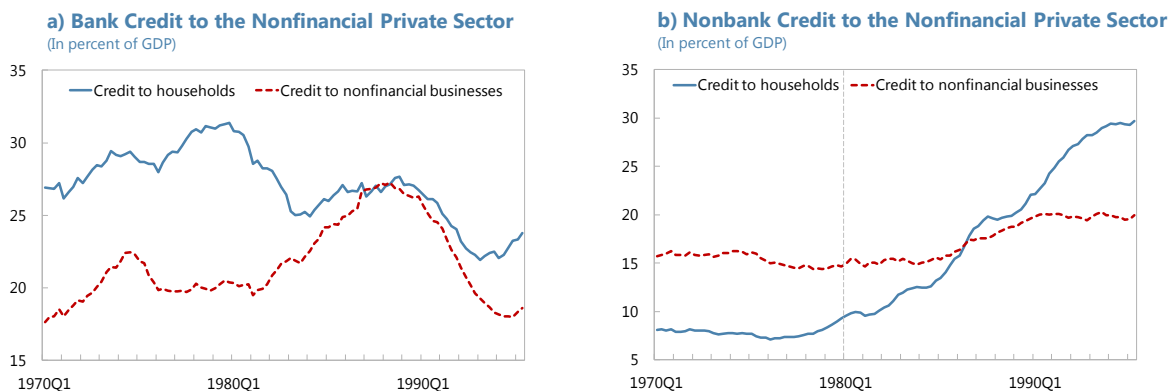 a) Bank Credit to the Nonfinancial Private Sector
(In percent of GDP)
35
Credit to households
Credit to nonfinancial businesses
30
25
20
15
1970Q1
1980Q1
1990Q1
b) Nonbank Credit to the Nonfinancial Private Sector
(In percent of GDP)
35
Credit to households
Credit to nonfinancial businesses
30
25
20
15
10
5
1970Q1
1980Q1
1990Q1